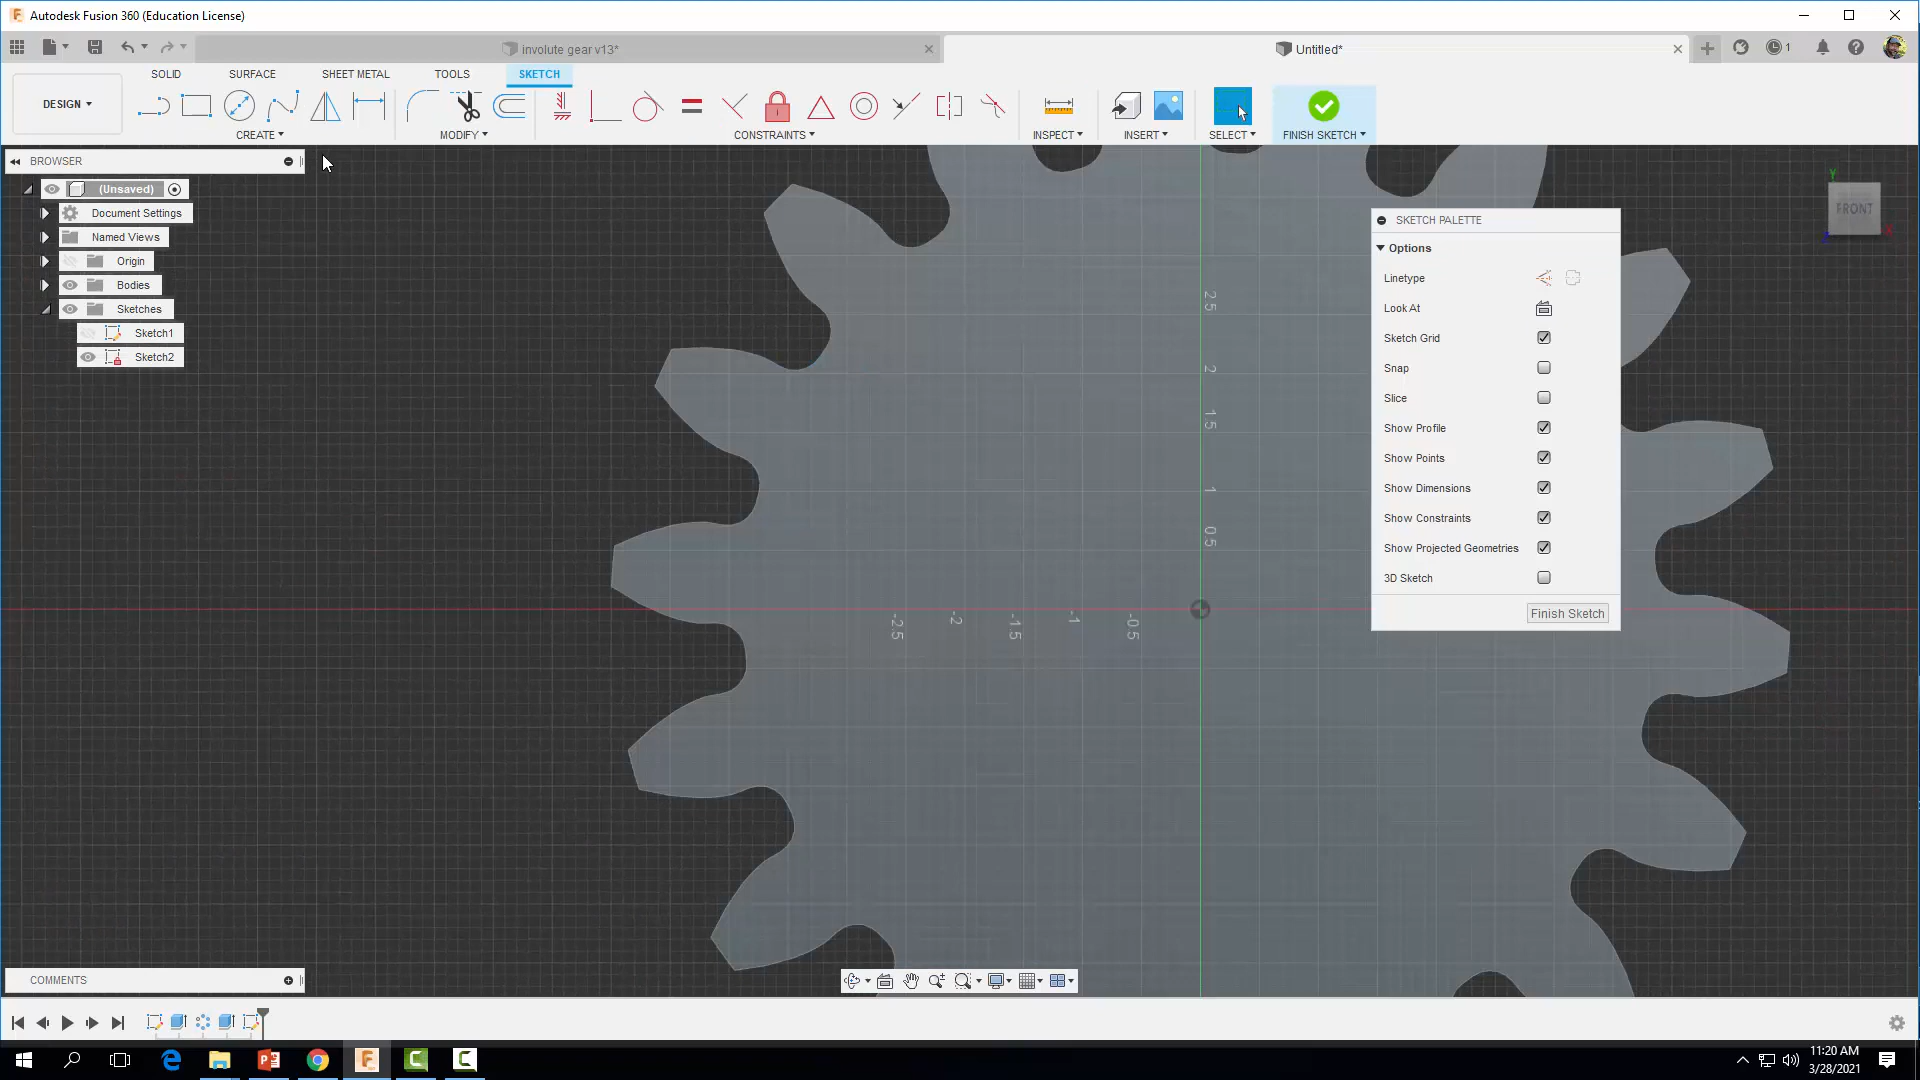 Autodesk Fusion 360 (Education License)
involute gear v13*
Untitled*
1
SOLID
SURFACE
SHEET METAL
TOOLS
SKETCH
DESIGN
CREATE
MODIFY
CONSTRAINTS
INSPECT
INSERT
SELECT
FINISH SKETCH
BROWSER
(Unsaved)
Document Settings
Named Views
Origin
Bodies
Sketches
Sketch1
Sketch2
Y
FRONT
X
Z
SKETCH PALETTE
Options
Linetype
Look At
Sketch Grid
Snap
Slice
Show Profile
Show Points
Show Dimensions
Show Constraints
Show Projected Geometries
3D Sketch
Finish Sketch
2.5
2
1.5
1
0.5
-2.5
-2
-1.5
-1
-0.5
COMMENTS
11:20 AM
3/28/2021